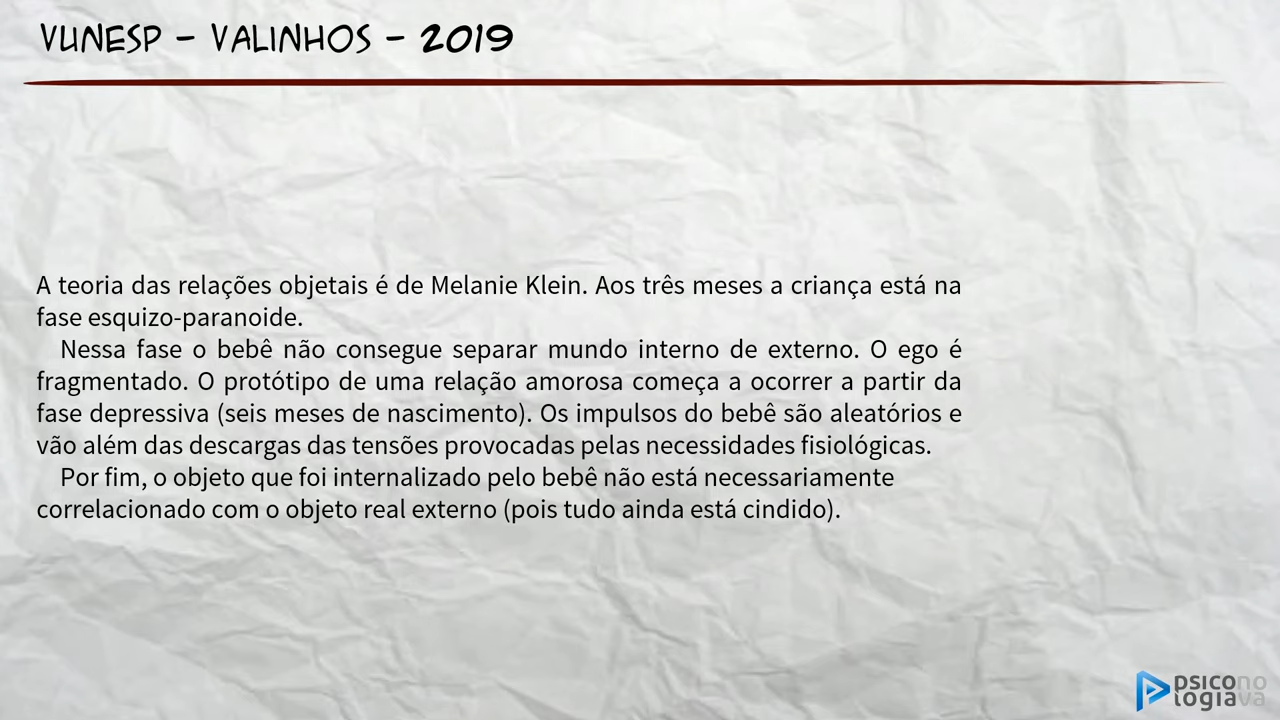 VUNESP - VALINHOS - 2019
A teoria das relações objetais é de Melanie Klein. Aos três meses a criança está na
fase esquizo-paranoide.
Nessa fase o bebê não consegue separar mundo interno de externo. O ego é
fragmentado. O protótipo de uma relação amorosa começa a ocorrer a partir da
fase depressiva (seis meses de nascimento). Os impulsos do bebê são aleatórios e
vão além das descargas das tensões provocadas pelas necessidades fisiológicas.
Por fim, o objeto que foi internalizado pelo bebê não está necessariamente
correlacionado com o objeto real externo (pois tudo ainda está cindido).
psicono
logiava